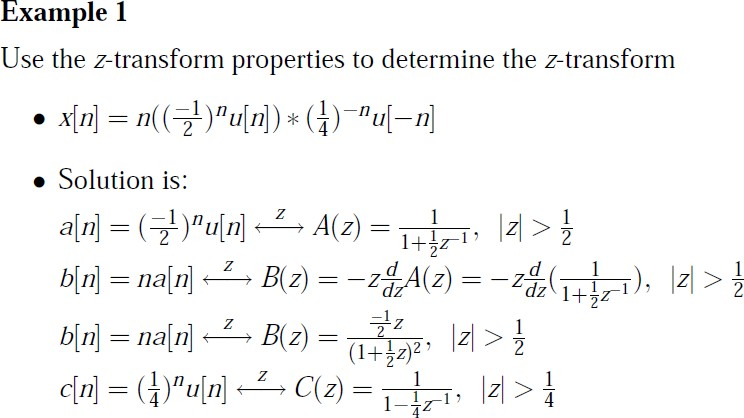 Example 1
Use the z-transform properties to determine the z-transform
• x[n] = n((\frac{-1}{2})^n u[n]) ∗ (\frac{1}{4})^{-n} u[−n]
• Solution is:
a[n] = (\frac{-1}{2})^n u[n] \overset{z}{⟷} A(z) = \frac{1}{1+\frac{1}{2}z^{-1}}, |z| > \frac{1}{2}
b[n] = na[n] \overset{z}{⟷} B(z) = −z\frac{d}{dz}A(z) = −z\frac{d}{dz}(\frac{1}{1+\frac{1}{2}z^{-1}}), |z| > \frac{1}{2}
b[n] = na[n] \overset{z}{⟷} B(z) = \frac{\frac{-1}{2}z}{(1+\frac{1}{2}z)^2}, |z| > \frac{1}{2}
c[n] = (\frac{1}{4})^n u[n] \overset{z}{⟷} C(z) = \frac{1}{1-\frac{1}{4}z^{-1}}, |z| > \frac{1}{4}